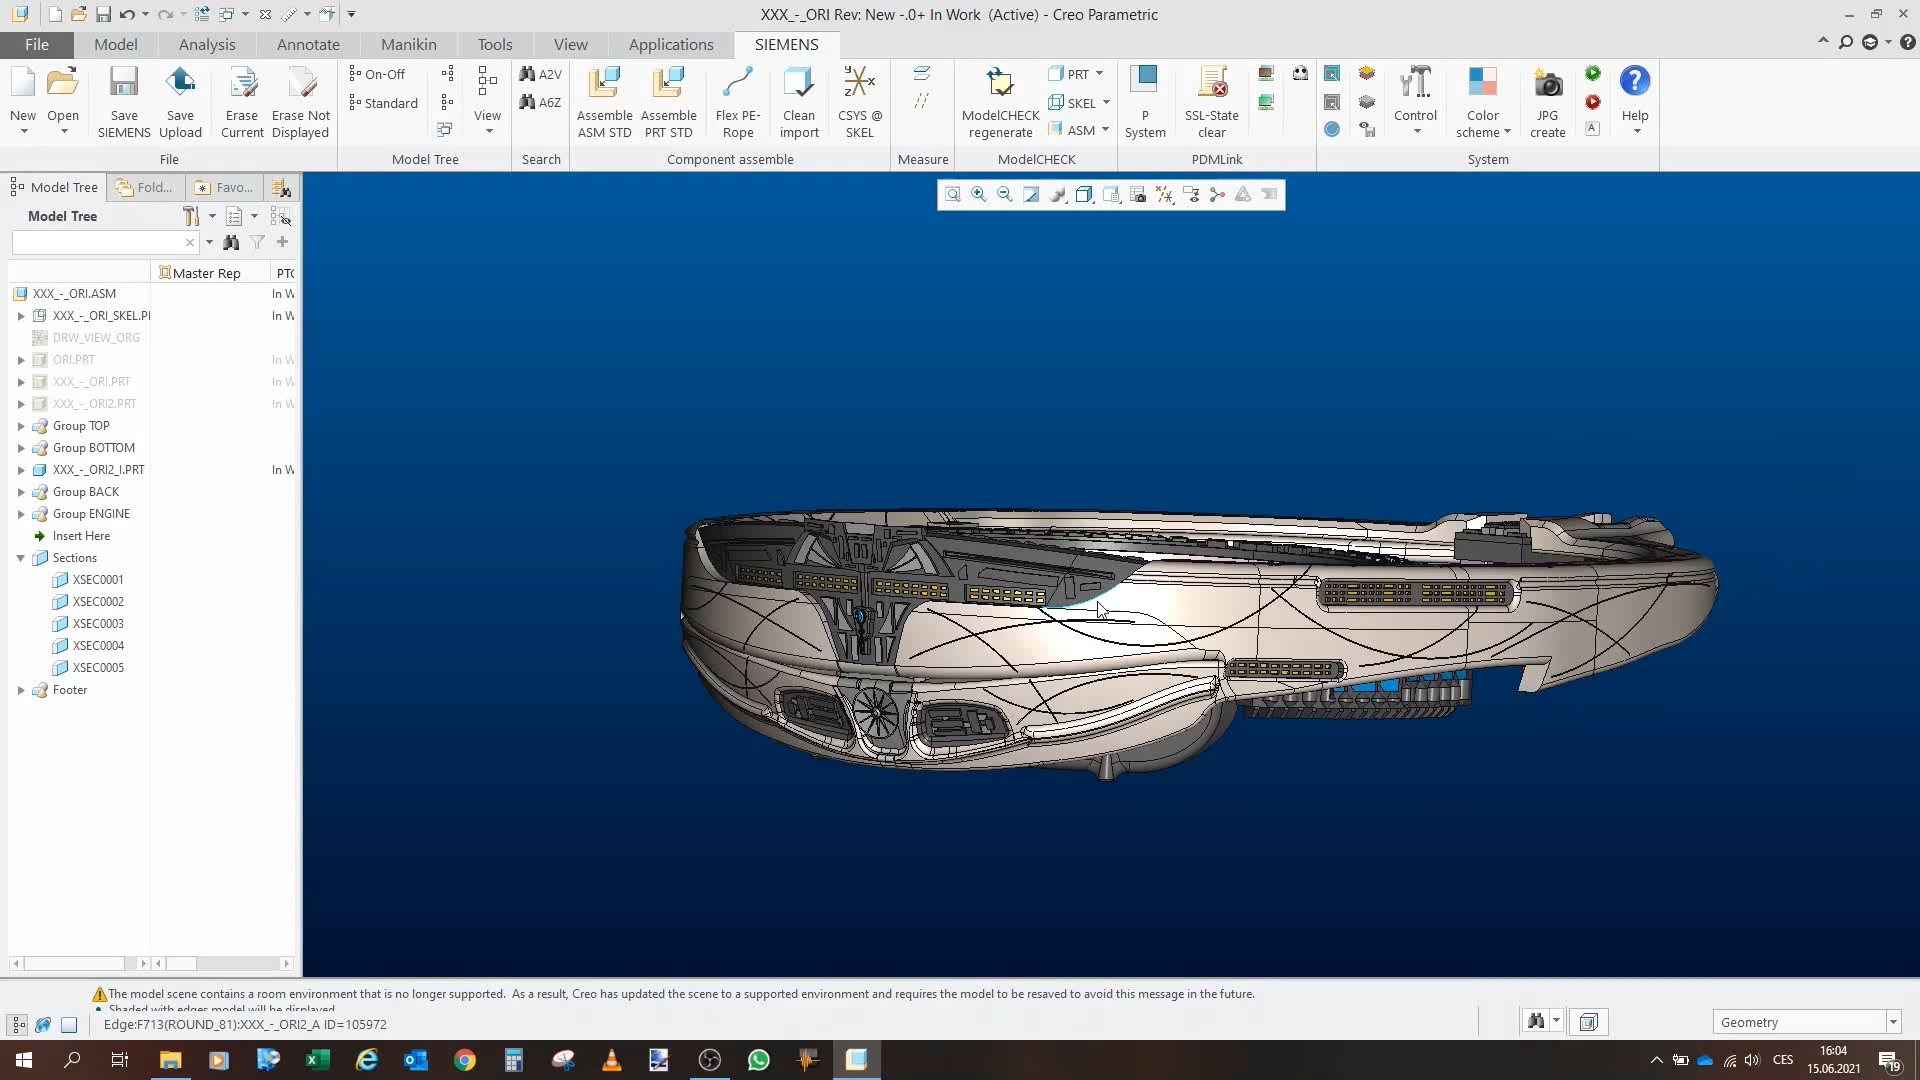 XXX_-_ORI Rev: New -.0+ In Work  (Active) - Creo Parametric
File Model Analysis Annotate Manikin Tools View Applications SIEMENS
On-Off A2V PRT
Standard A6Z SKEL
ASM
New Open Save SIEMENS Save Upload Erase Current Erase Not Displayed View Assemble ASM STD Assemble PRT STD Flex PE-Rope Clean import CSYS @ SKEL ModelCHECK regenerate P System SSL-State clear Control Color scheme JPG create Help
File Model Tree Search Component assemble Measure ModelCHECK PDMLink System
Model Tree Fold... Favo...
Model Tree
Master Rep PTC
XXX_-_ORI.ASM In W
XXX_-_ORI_SKEL.PI In W
DRW_VIEW_ORG
ORI.PRT In W
XXX_-_ORI.PRT In W
XXX_-_ORI2.PRT In W
Group TOP
Group BOTTOM
XXX_-_ORI2_I.PRT In W
Group BACK
Group ENGINE
Insert Here
Sections
XSEC0001
XSEC0002
XSEC0003
XSEC0004
XSEC0005
Footer
The model scene contains a room environment that is no longer supported.  As a result, Creo has updated the scene to a supported environment and requires the model to be resaved to avoid this message in the future.
Shaded with edges model will be displayed
Edge:F713(ROUND_81):XXX_-_ORI2_A ID=105972
Geometry
CES
16:04
15.06.2021
19